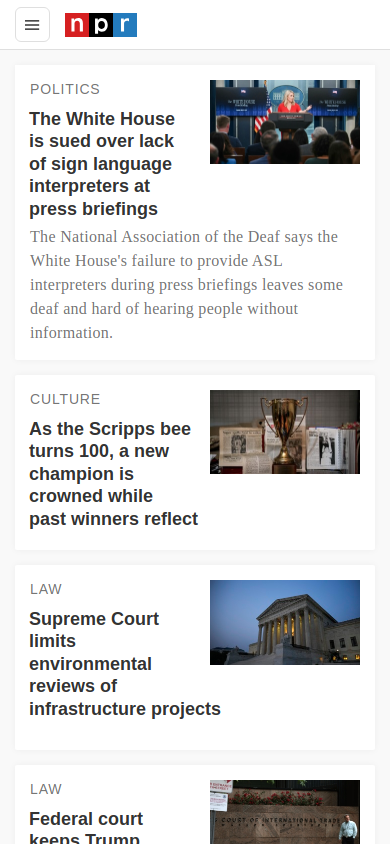 npr
POLITICS
The White House
is sued over lack
of sign language
interpreters at
press briefings
The National Association of the Deaf says the
White House's failure to provide ASL
interpreters during press briefings leaves some
deaf and hard of hearing people without
information.
CULTURE
As the Scripps bee
turns 100, a new
champion is
crowned while
past winners reflect
LAW
Supreme Court
limits
environmental
reviews of
infrastructure projects
LAW
Federal court
keeps Trump
COURT OF INTERNATIONAL TRADE